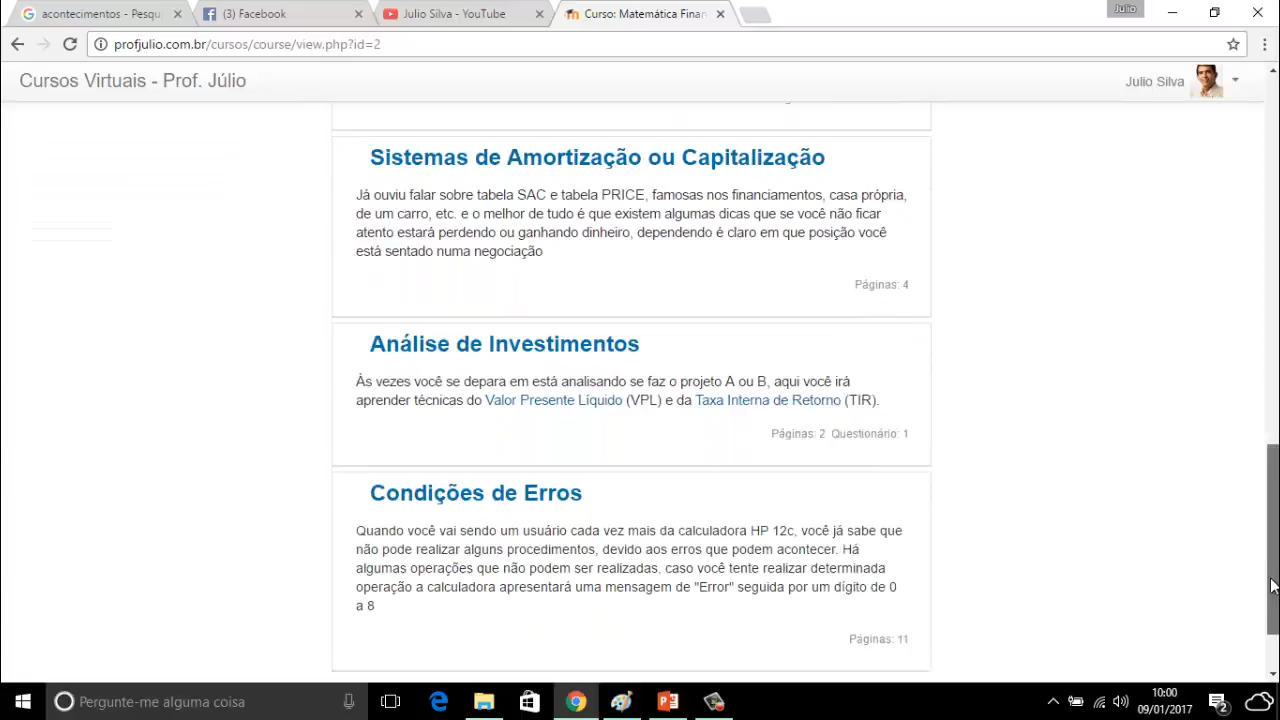 acontecimentos - Pesqu
(3) Facebook
Julio Silva - YouTube
Curso: Matemática Finan
Julio
profjulio.com.br/cursos/course/view.php?id=2
Cursos Virtuais - Prof. Júlio
Julio Silva
Sistemas de Amortização ou Capitalização
Já ouviu falar sobre tabela SAC e tabela PRICE, famosas nos financiamentos, casa própria,
de um carro, etc. e o melhor de tudo é que existem algumas dicas que se você não ficar
atento estará perdendo ou ganhando dinheiro, dependendo é claro em que posição você
está sentado numa negociação
Páginas: 4
Análise de Investimentos
Às vezes você se depara em está analisando se faz o projeto A ou B, aqui você irá
aprender técnicas do Valor Presente Líquido (VPL) e da Taxa Interna de Retorno (TIR).
Páginas: 2 Questionário: 1
Condições de Erros
Quando você vai sendo um usuário cada vez mais da calculadora HP 12c, você já sabe que
não pode realizar alguns procedimentos, devido aos erros que podem acontecer. Há
algumas operações que não podem ser realizadas, caso você tente realizar determinada
operação a calculadora apresentará uma mensagem de "Error" seguida por um dígito de 0
a 8
Páginas: 11
Pergunte-me alguma coisa
10:00
09/01/2017
2